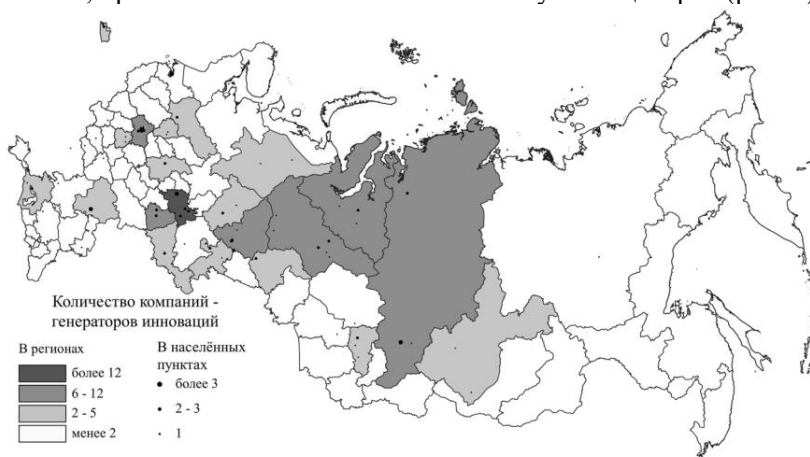 Количество компаний -
генераторов инноваций
В регионах
более 12
6 - 12
2 - 5
менее 2
В населённых
пунктах
более 3
2 - 3
1